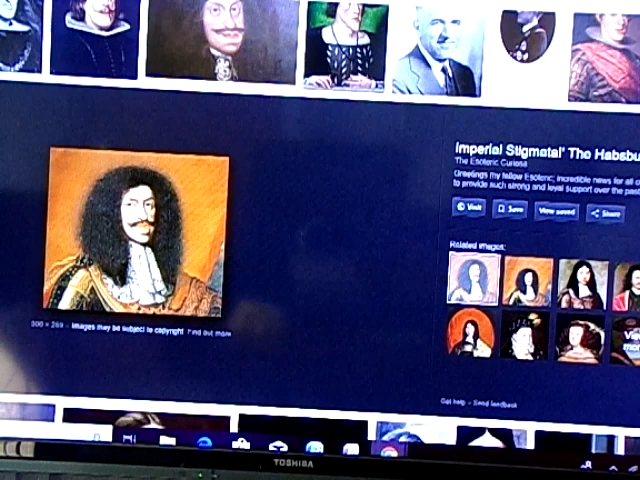 Imperial Stigmata!' The Habsbu
The Esoteric Curiosa
Greetings my fellow Esoteric; incredible news for all o
to provide such strong and loyal support over the past
Visit Save View saved Share
Related images:
300 × 269 - Images may be subject to copyright Find out more
View
more
Get help - Send feedback
TOSHIBA